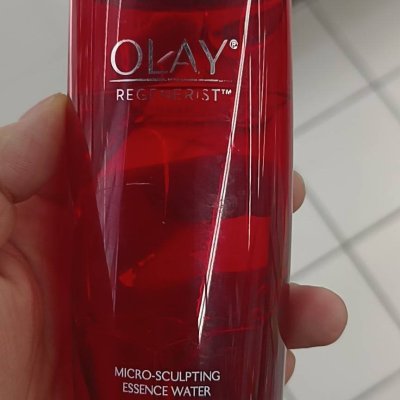 OLAY®
REGENERIST™
MICRO-SCULPTING
ESSENCE WATER